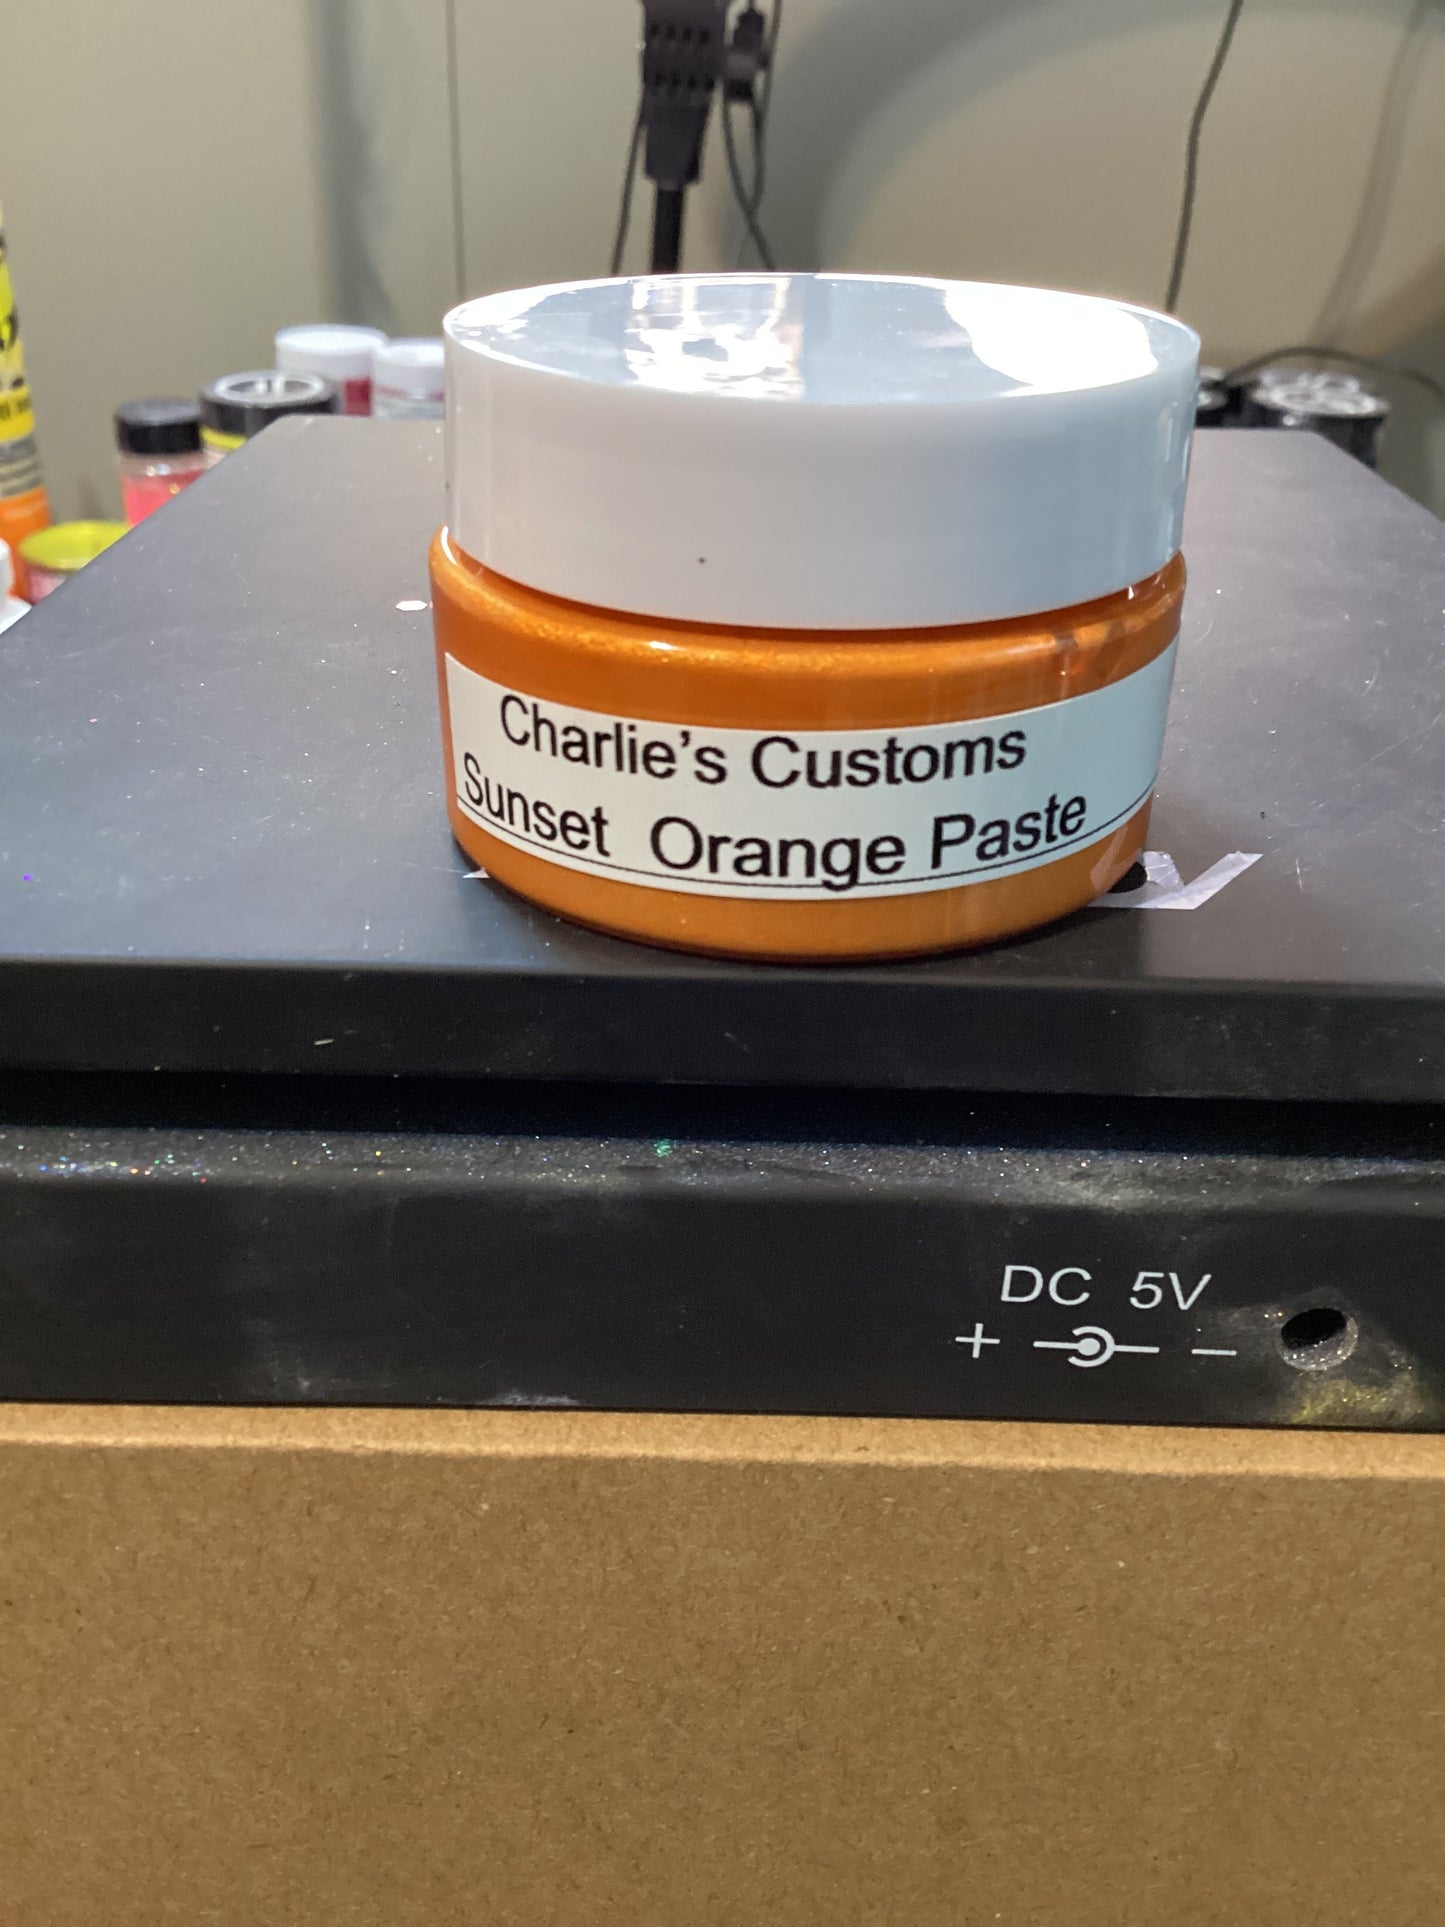 Charlie's Customs
Sunset Orange Paste
DC 5V
+ −